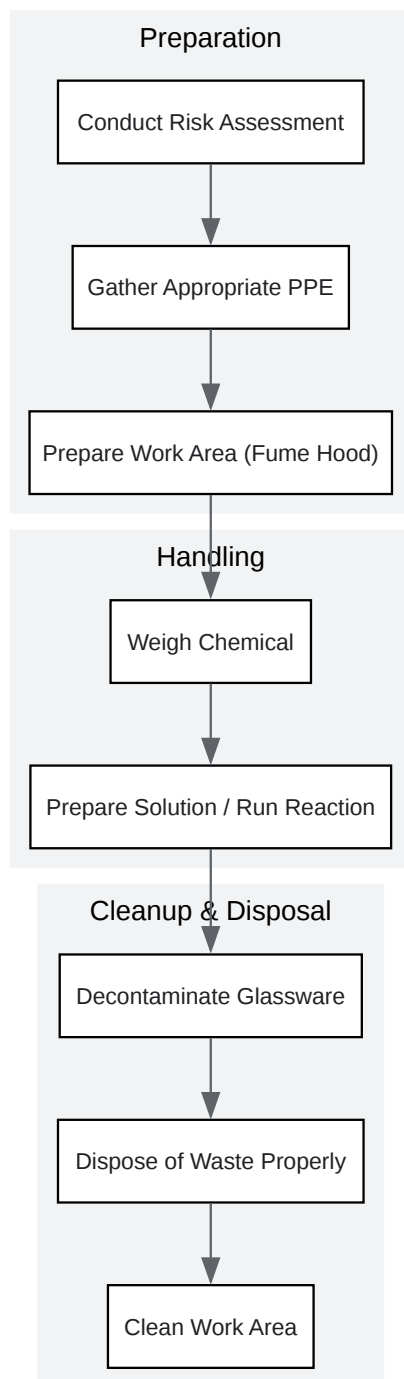 Preparation
Conduct Risk Assessment
Gather Appropriate PPE
Prepare Work Area (Fume Hood)
Handling
Weigh Chemical
Prepare Solution / Run Reaction
Cleanup & Disposal
Decontaminate Glassware
Dispose of Waste Properly
Clean Work Area